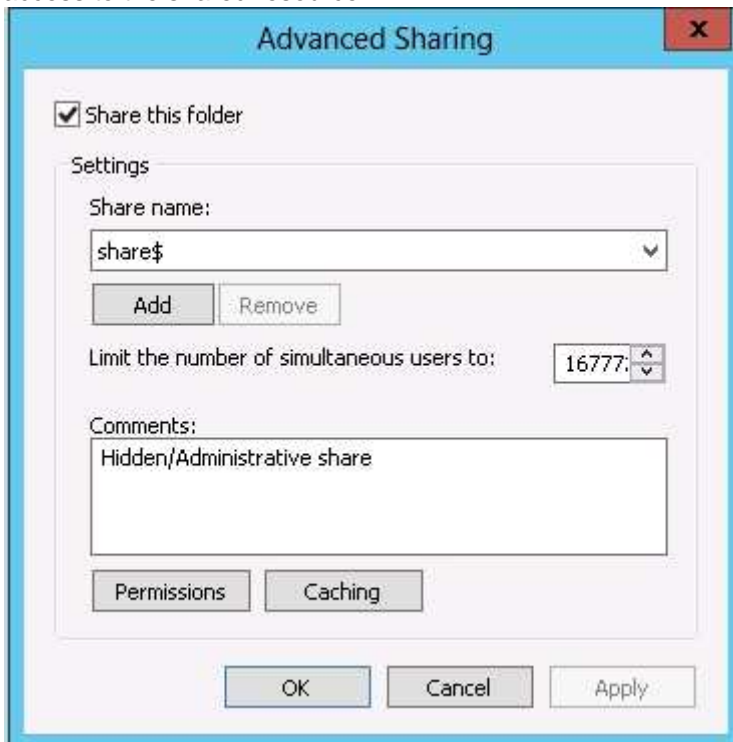 Advanced Sharing
x
Share this folder
Settings
Share name:
share$
Add Remove
Limit the number of simultaneous users to: 16777
Comments:
Hidden/Administrative share
Permissions Caching
OK Cancel Apply